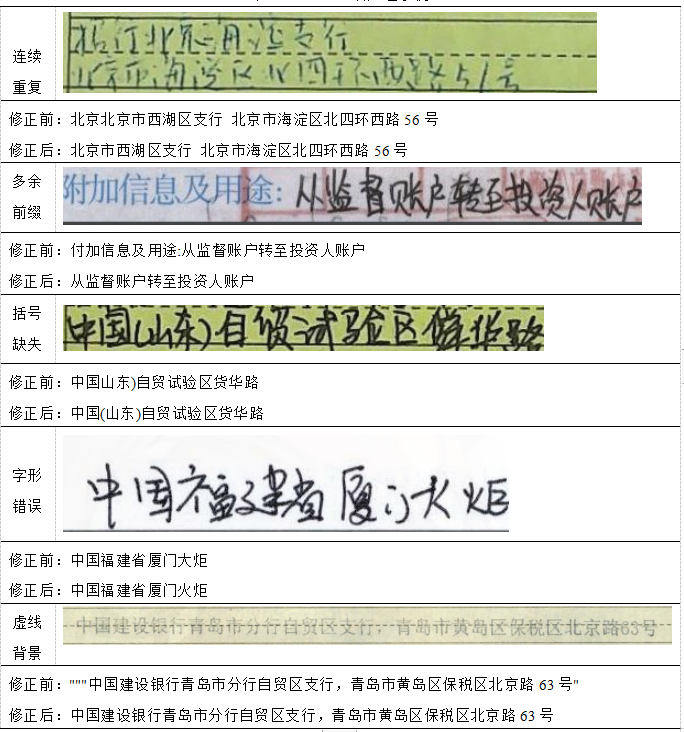 连续
重复
招行北京海淀支行
北京市海淀区北四环西路51号
修正前：北京北京市西湖区支行 北京市海淀区北四环西路 56 号
修正后：北京市西湖区支行 北京市海淀区北四环西路 56 号
多余
前缀
附加信息及用途：从监督账户转至投资人账户
修正前：付加信息及用途:从监督账户转至投资人账户
修正后：从监督账户转至投资人账户
括号
缺失
中国(山东)自贸试验区 华路
修正前：中国山东)自贸试验区货华路
修正后：中国(山东)自贸试验区货华路
字形
错误
中国福建省厦门火炬
修正前：中国福建省厦门大炬
修正后：中国福建省厦门火炬
虚线
背景
中国建设银行青岛市分行自贸区支行，青岛市黄岛区保税区北京路63号
修正前："""中国建设银行青岛市分行自贸区支行，青岛市黄岛区保税区北京路 63 号"
修正后：中国建设银行青岛市分行自贸区支行，青岛市黄岛区保税区北京路 63 号